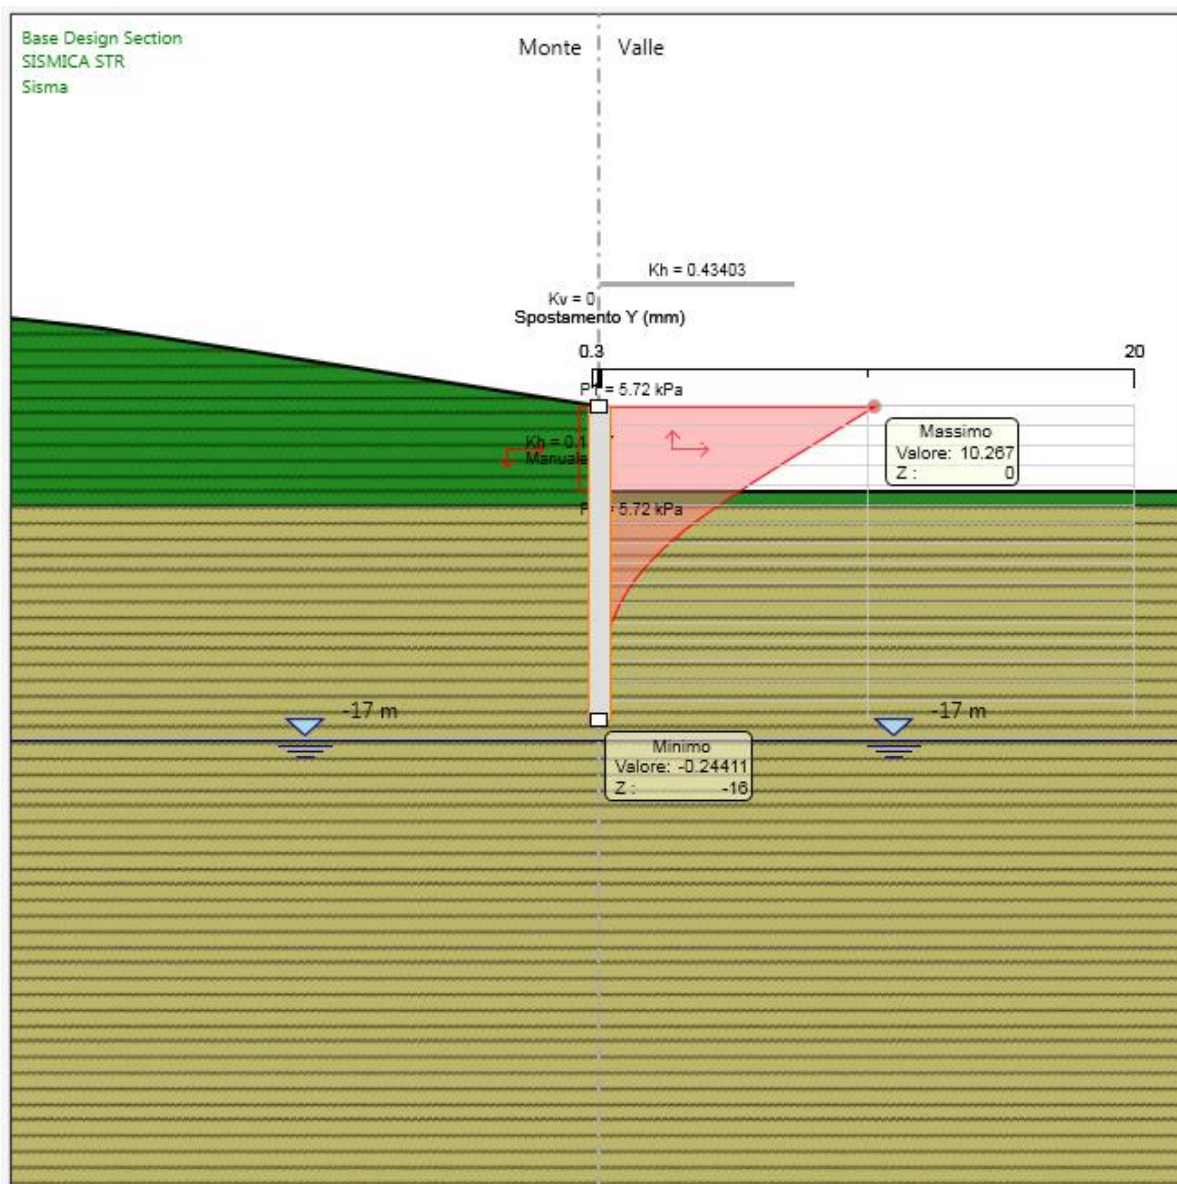 Base Design Section
SISMICA STR
Sisma
Monte
Valle
Kh = 0.43403
Kv = 0
Spostamento Y (mm)
0.3
20
= 5.72 kPa
Massimo
Valore: 10.267
Z : 0
Manuale
= 5.72 kPa
-17 m
-17 m
Minimo
Valore: -0.24411
Z : -16